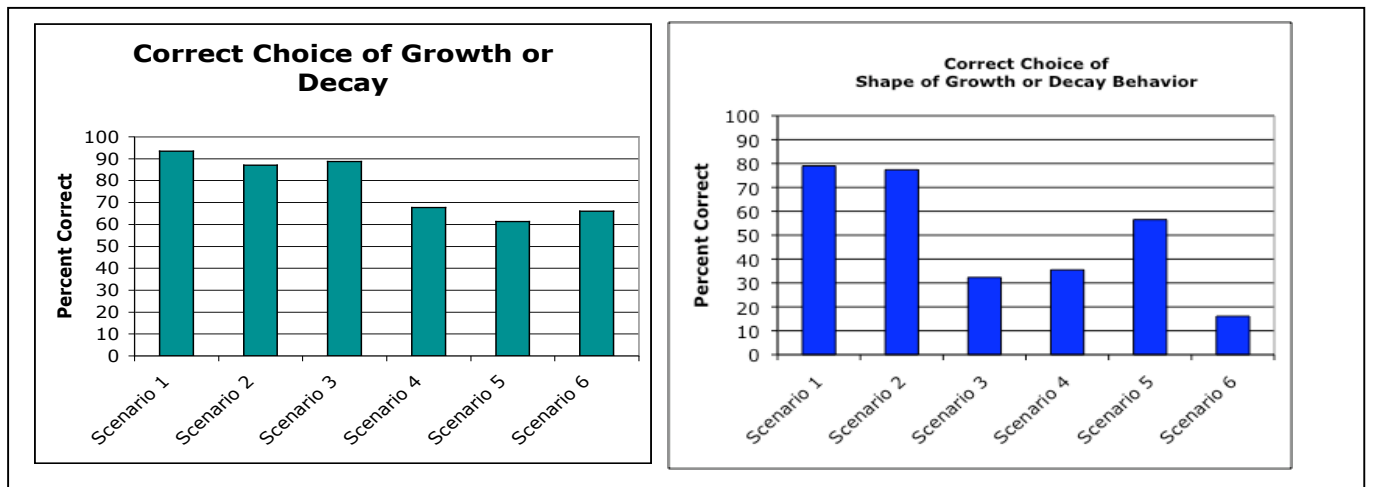 Correct Choice of Growth or
Decay
Percent Correct
100
90
80
70
60
50
40
30
20
10
0
Scenario 1
Scenario 2
Scenario 3
Scenario 4
Scenario 5
Scenario 6
Correct Choice of
Shape of Growth or Decay Behavior
Percent Correct
100
90
80
70
60
50
40
30
20
10
0
Scenario 1
Scenario 2
Scenario 3
Scenario 4
Scenario 5
Scenario 6